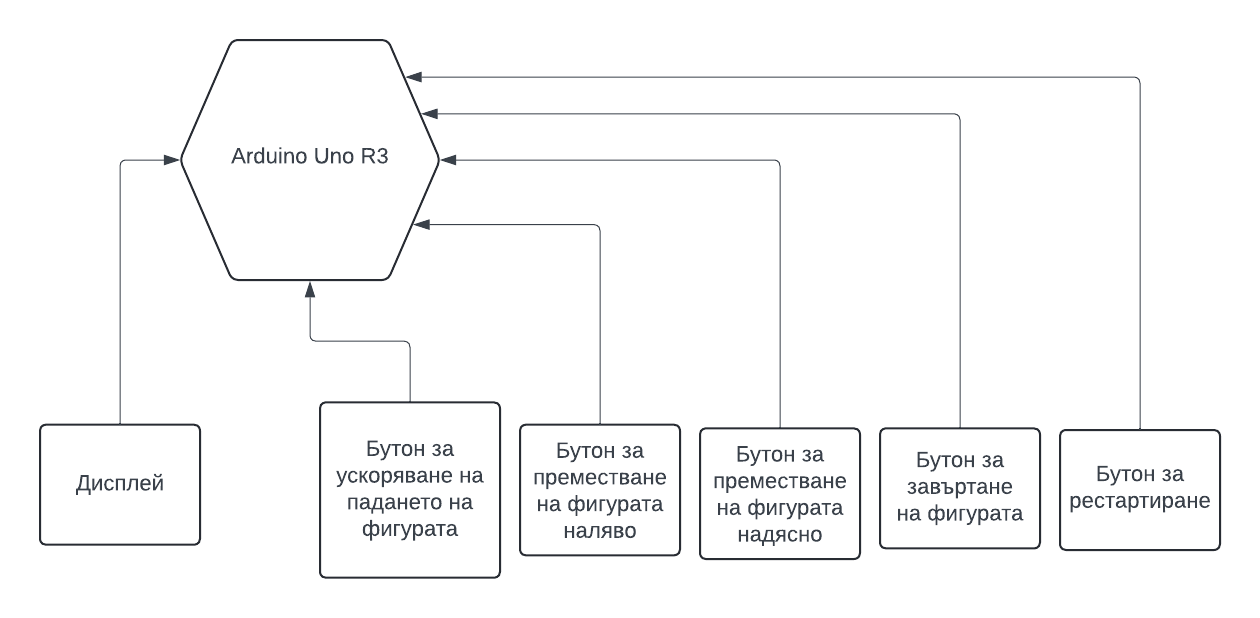 Arduino Uno R3
Дисплей
Бутон за
ускоряване на
падането на
фигурата
Бутон за
преместване
на фигурата
наляво
Бутон за
преместване
на фигурата
надясно
Бутон за
завъртане
на фигурата
Бутон за
рестартиране